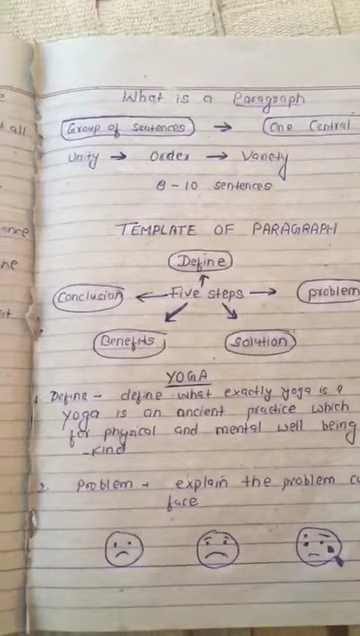 What is a Paragraph
all
Group of sentences → One Central
Unity → Order → Variety
8-10 sentences
TEMPLATE OF PARAGRAPH
Define
Conclusion ← Five steps → problem
Benefits Solution
YOGA
1. Define - define what exactly yoga is ?
yoga is an ancient practice which
for physical and mental well being
-kind
2. Problem → explain the problem
face